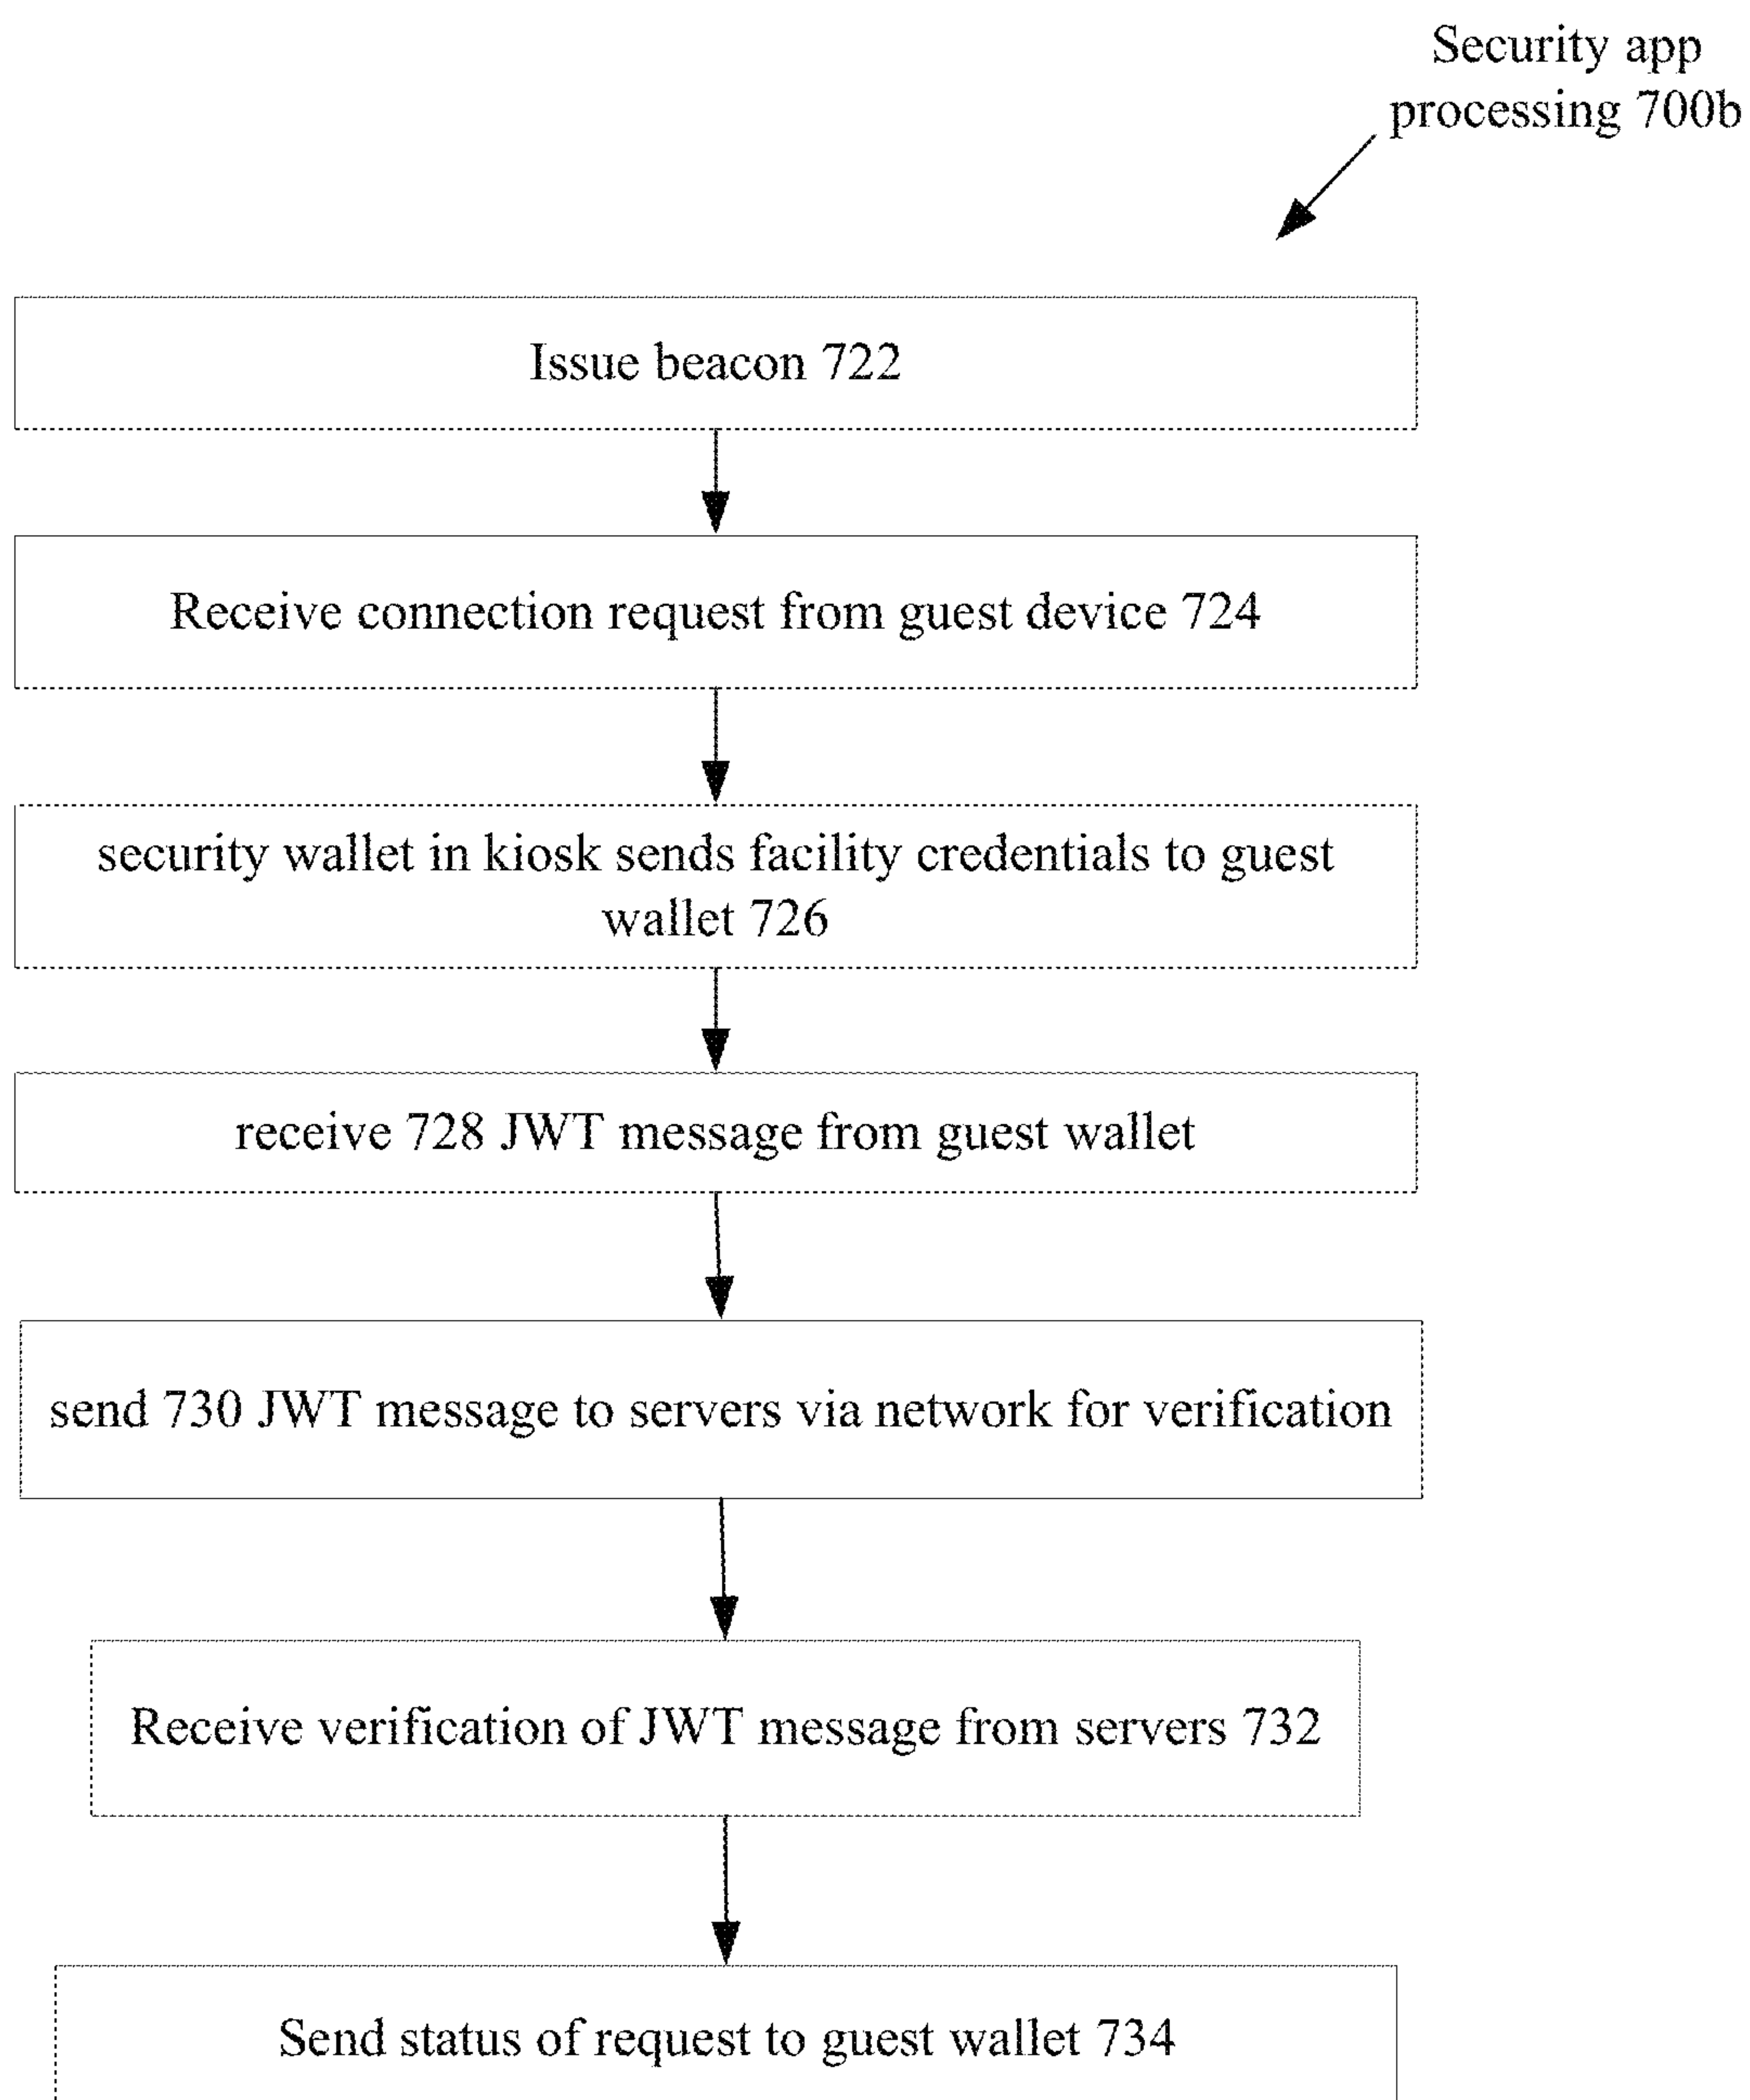 Security app
processing 700b
Issue beacon 722
Receive connection request from guest device 724
security wallet in kiosk sends facility credentials to guest
wallet 726
receive 728 JWT message from guest wallet
send 730 JWT message to servers via network for verification
Receive verification of JWT message from servers 732
Send status of request to guest wallet 734